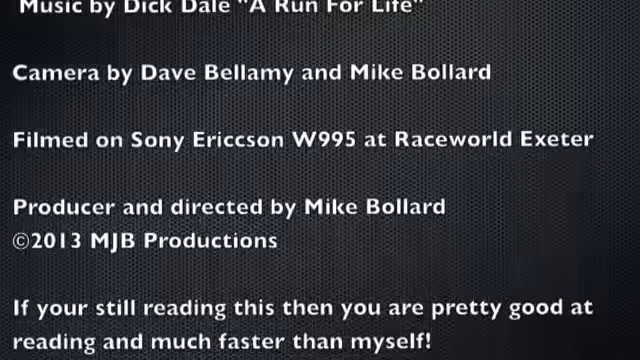 Music by Dick Dale "A Run For Life"
Camera by Dave Bellamy and Mike Bollard
Filmed on Sony Ericcson W995 at Raceworld Exeter
Producer and directed by Mike Bollard
©2013 MJB Productions
If your still reading this then you are pretty good at
reading and much faster than myself!